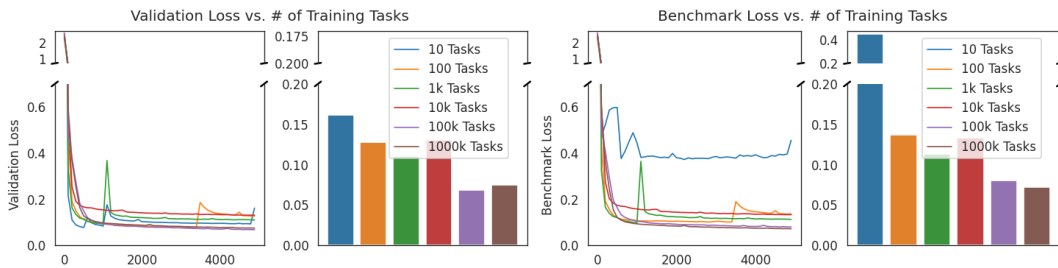 Validation Loss vs. # of Training Tasks
2
1
0.6
0.4
0.2
0.0
Validation Loss
0
2000
4000
0.175
0.200
0.20
0.15
0.10
0.05
0.00
10 Tasks
100 Tasks
1k Tasks
10k Tasks
100k Tasks
1000k Tasks
Benchmark Loss vs. # of Training Tasks
2
1
0.6
0.4
0.2
0.0
Benchmark Loss
0
2000
4000
0.4
0.2
0.20
0.15
0.10
0.05
0.00
10 Tasks
100 Tasks
1k Tasks
10k Tasks
100k Tasks
1000k Tasks